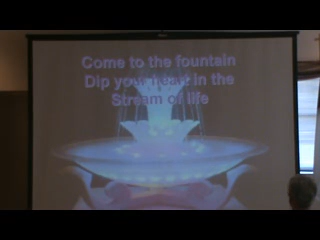 Come to the fountain
Dip your heart in the
Stream of life